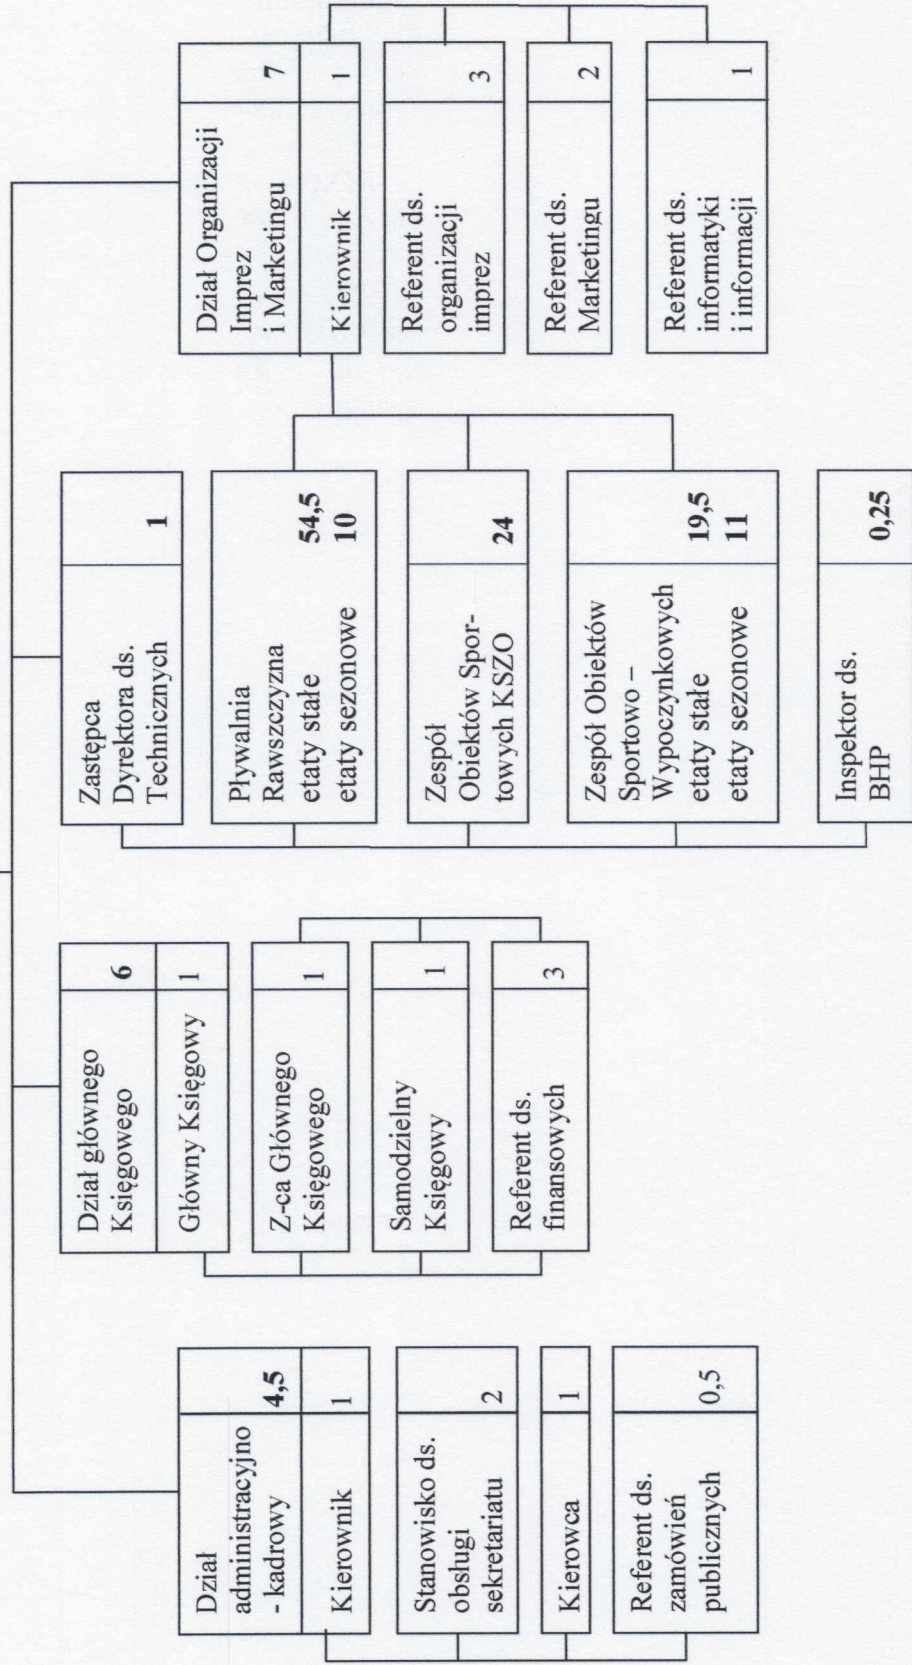 Dział
administracyjno
- kadrowy 4,5
Kierownik 1
Stanowisko ds.
obsługi
sekretariatu 2
Kierowca 1
Referent ds.
zamówień
publicznych 0,5
Dział głównego
Księgowego 6
Główny Księgowy 1
Z-ca Głównego
Księgowego 1
Samodzielny
Księgowy 1
Referent ds.
finansowych 3
Zastępca
Dyrektora ds.
Technicznych 1
Pływalnia
Rawszczyzna
etaty stałe 54,5
etaty sezonowe 10
Zespół
Obiektów Spor-
towych KSZO 24
Zespół Obiektów
Sportowo –
Wypoczynkowych
etaty stałe 19,5
etaty sezonowe 11
Inspektor ds.
BHP 0,25
Dział Organizacji
Imprez
i Marketingu 7
Kierownik 1
Referent ds.
organizacji
imprez 3
Referent ds.
Marketingu 2
Referent ds.
informatyki
i informacji 1